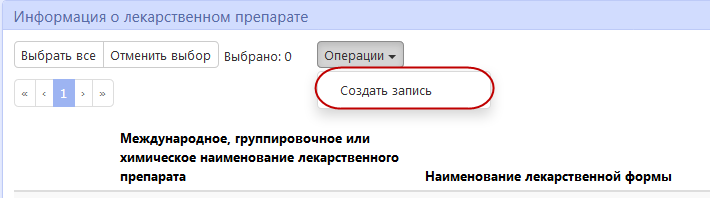 Информация о лекарственном препарате
Выбрать все Отменить выбор Выбрано: 0 Операции
Создать запись
« ‹ 1 › »
Международное, группировочное или
химическое наименование лекарственного
препарата
Наименование лекарственной формы